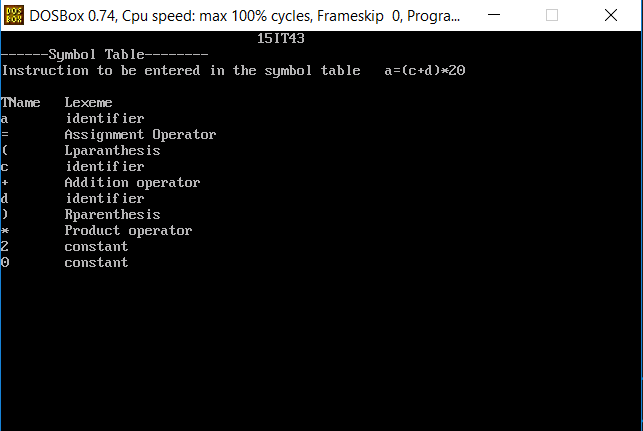 DOS BOX DOSBox 0.74, Cpu speed: max 100% cycles, Frameskip 0, Progra...
15IT43
------Symbol Table--------
Instruction to be entered in the symbol table a=(c+d)*20
TName Lexeme
a identifier
= Assignment Operator
( Lparanthesis
c identifier
+ Addition operator
d identifier
) Rparenthesis
* Product operator
2 constant
0 constant